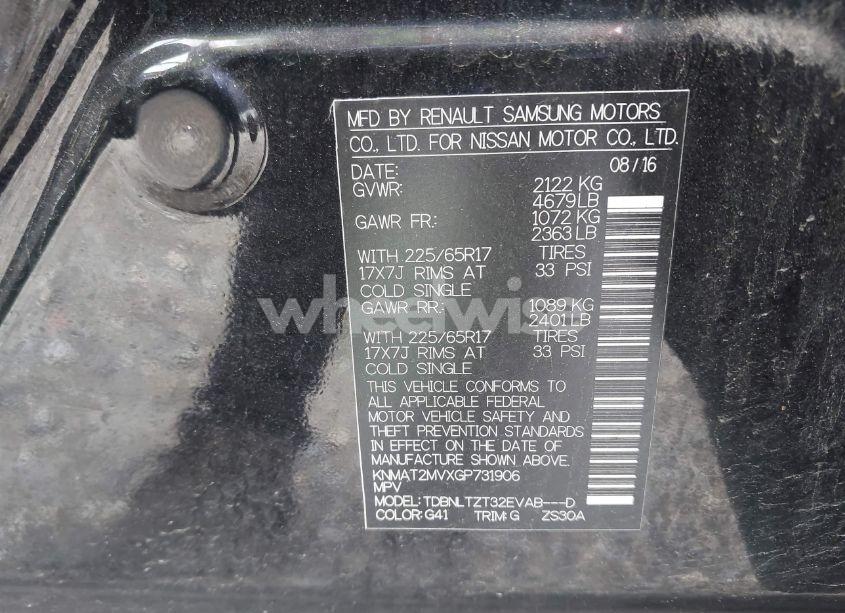 MFD BY RENAULT SAMSUNG MOTORS
CO., LTD. FOR NISSAN MOTOR CO., LTD.
DATE: 08/16
GVWR: 2122 KG
4679 LB
GAWR FR.: 1072 KG
2363 LB
WITH 225/65R17 TIRES
17X7J RIMS AT 33 PSI
COLD SINGLE
GAWR RR.: 1089 KG
2401 LB
WITH 225/65R17 TIRES
17X7J RIMS AT 33 PSI
COLD SINGLE
THIS VEHICLE CONFORMS TO
ALL APPLICABLE FEDERAL
MOTOR VEHICLE SAFETY AND
THEFT PREVENTION STANDARDS
IN EFFECT ON THE DATE OF
MANUFACTURE SHOWN ABOVE.
KNMAT2MVXGP731906
MPV
MODEL: TDBNLTZT32EVAB---D
COLOR: G41 TRIM: G ZS30A
wheelwise